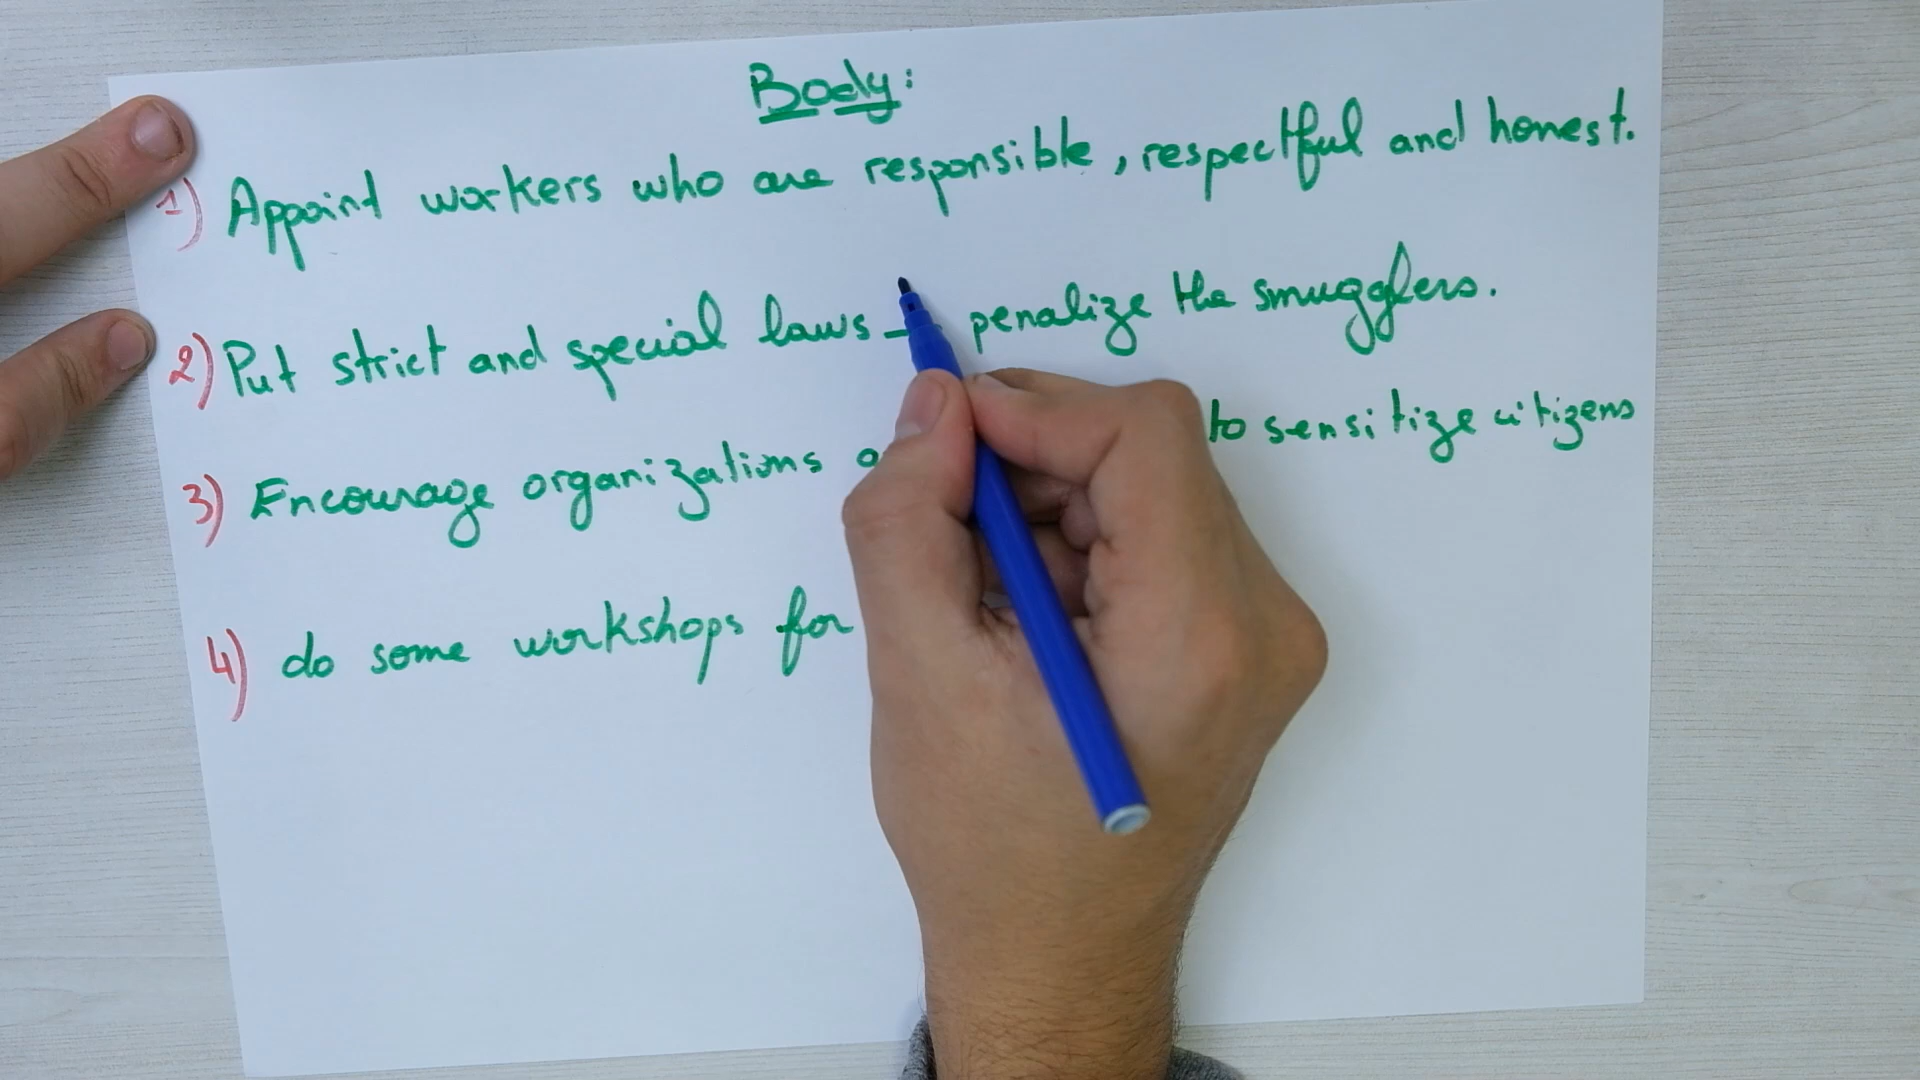 Body:
1) Appoint workers who are responsible, respectful and honest.
2) Put strict and special laws penalize the smugglers.
3) Encourage organizations to sensitize citizens
4) do some workshops for